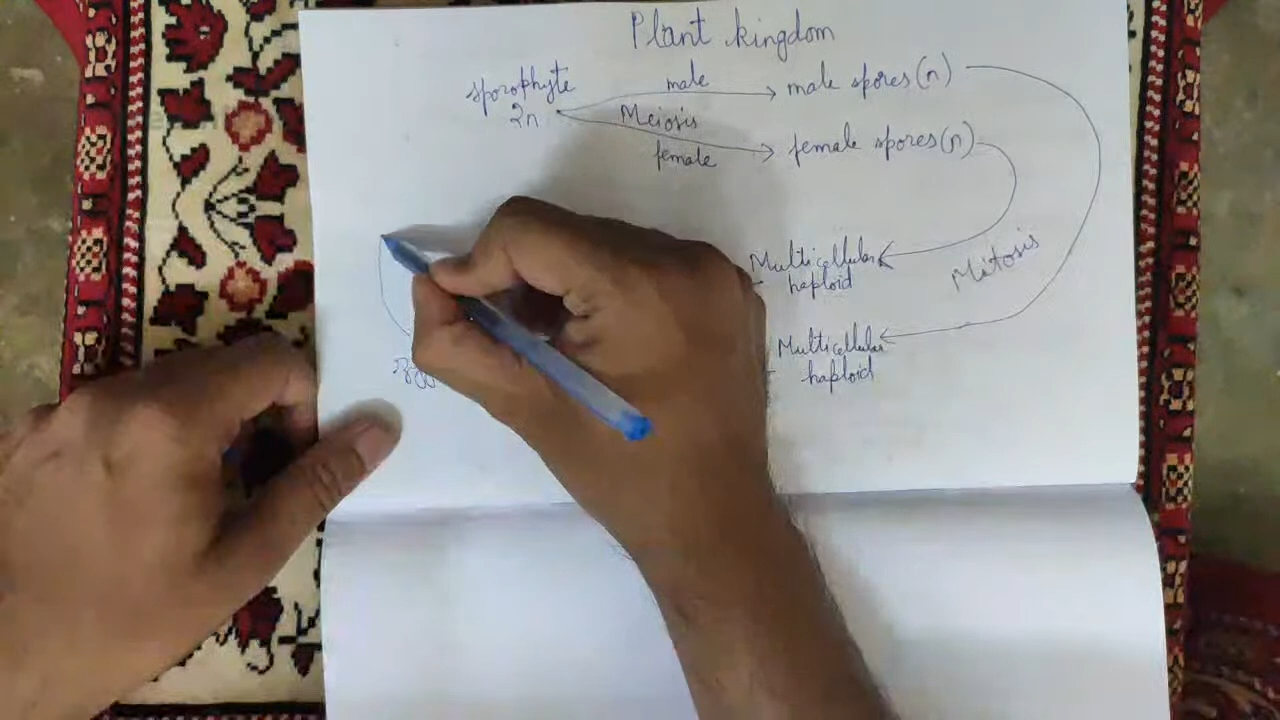 Plant kingdom
sporophyte
2n
male
Meiosis
female
male spores (n)
female spores (n)
Multicellular
haploid
Mitosis
Multicellular
haploid